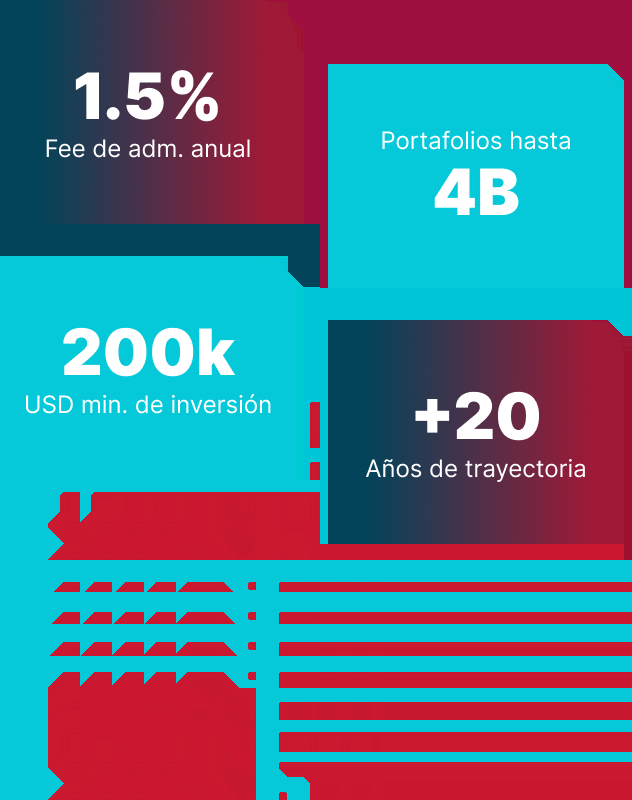 1.5%
Fee de adm. anual
Portafolios hasta
4B
200k
USD min. de inversión
+20
Años de trayectoria